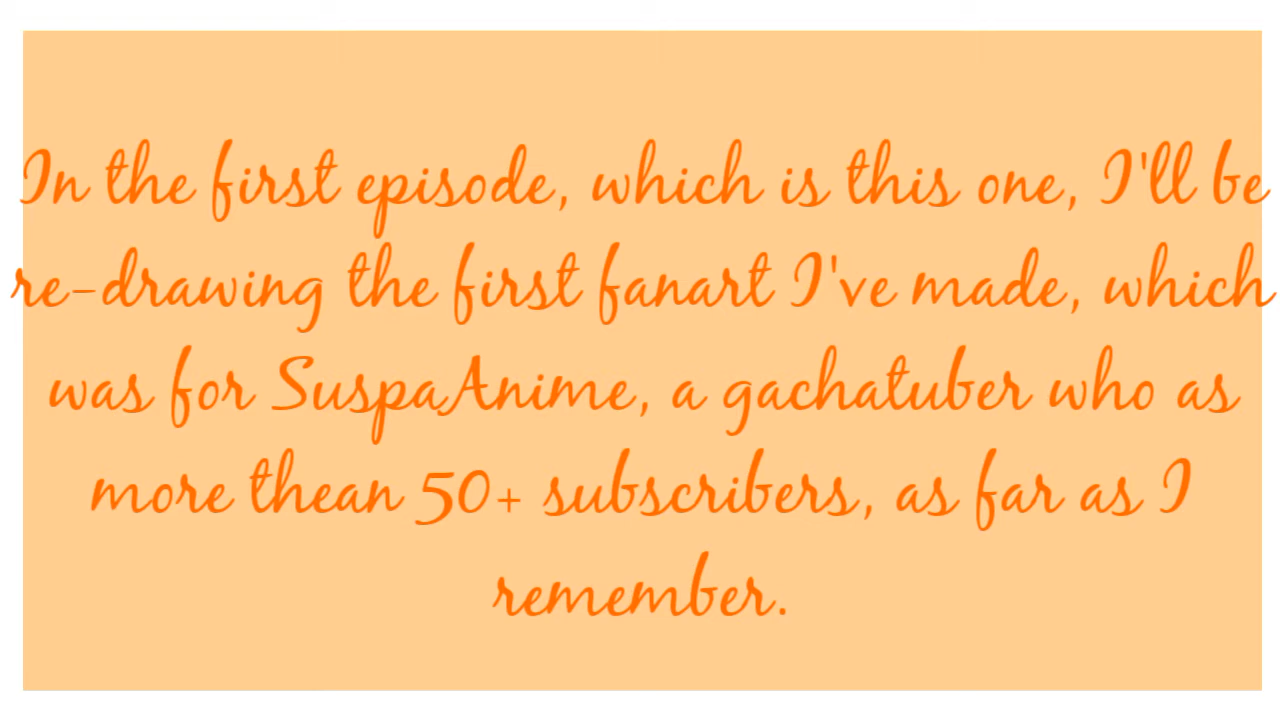 In the first episode, which is this one, I'll be
re-drawing the first fanart I've made, which
was for SuspaAnime, a gachatuber who as
more thean 50+ subscribers, as far as I
remember.